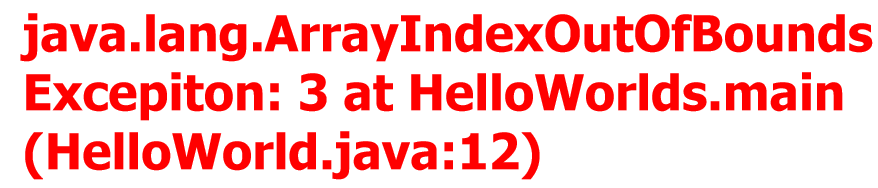 java.lang.ArrayIndexOutOfBounds
Excepiton: 3 at HelloWorlds.main
(HelloWorld.java:12)